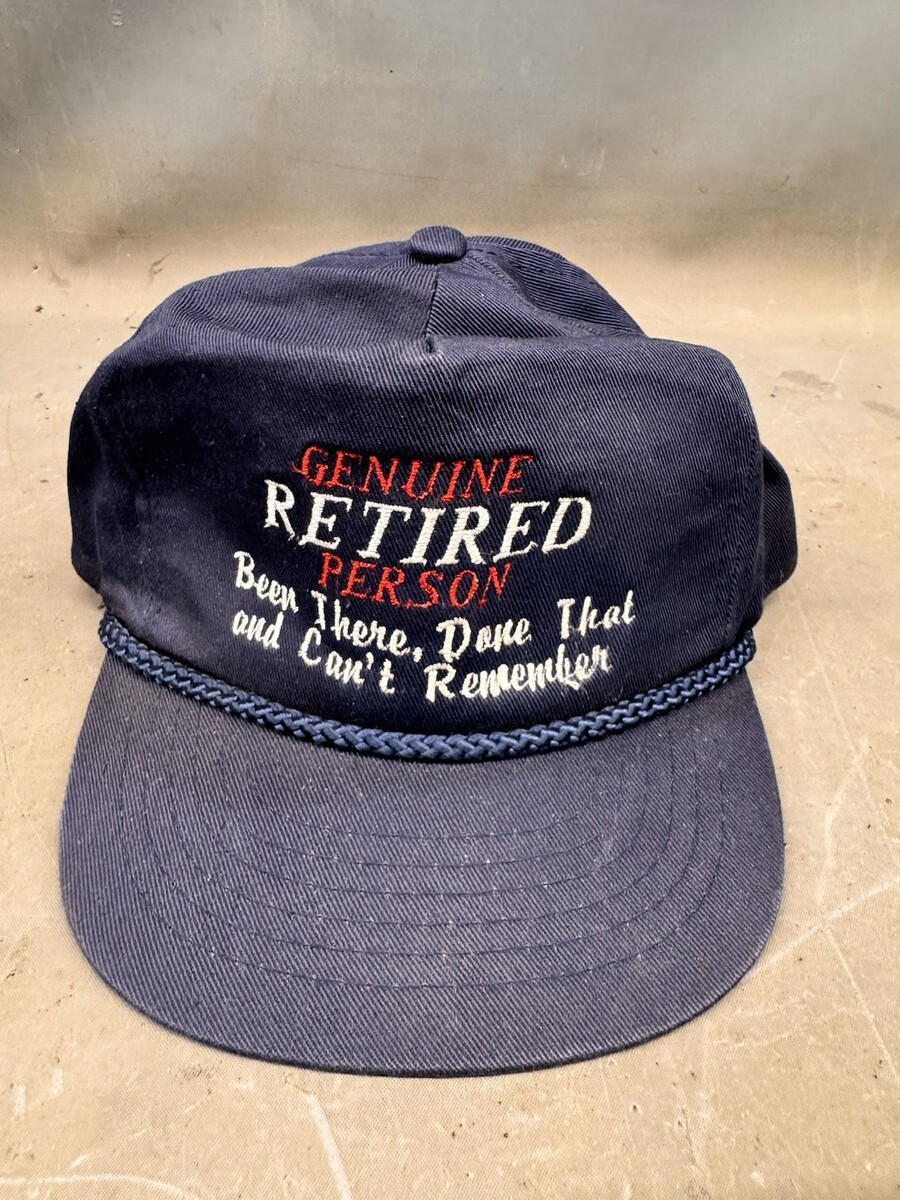 GENUINE
RETIRED
PERSON
Been There, Done That
and Can't Remember